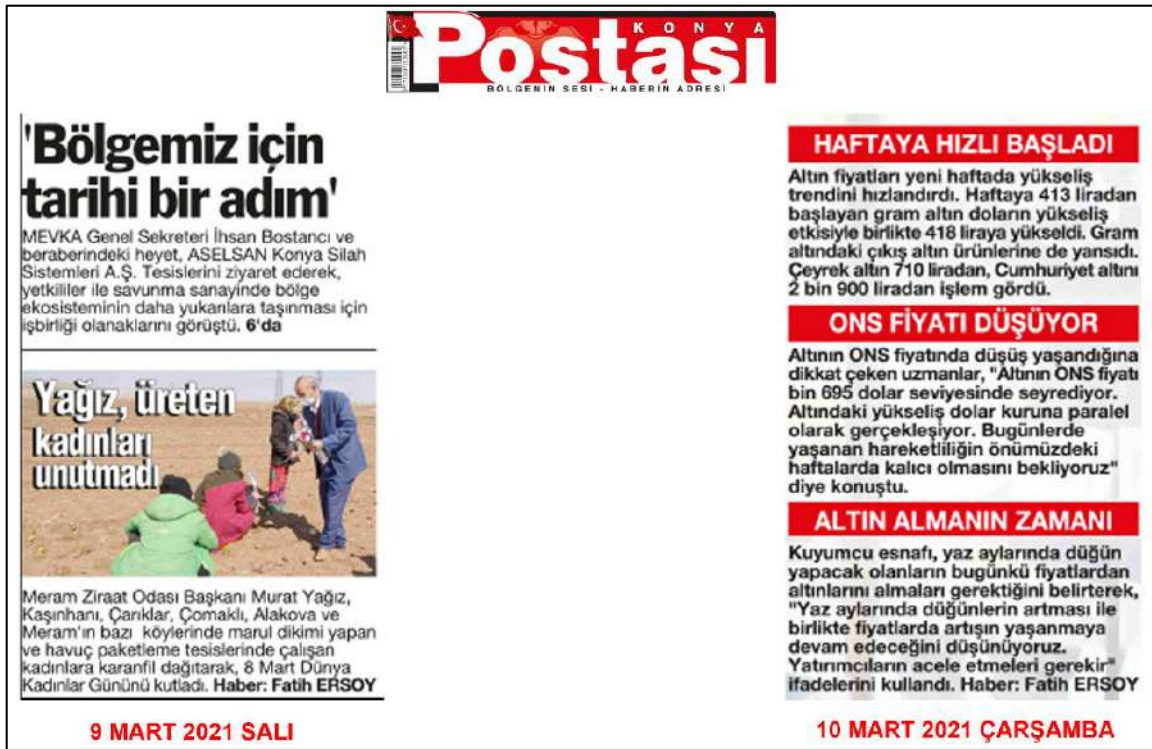 KONYA
Postası
BÖLGENİN SESİ - HABERİN ADRESİ
'Bölgemiz için
tarihi bir adım'
MEVKA Genel Sekreteri İhsan Bostancı ve
beraberindeki heyet, ASELSAN Konya Silah
Sistemleri A.Ş. Tesislerini ziyaret ederek,
yetkililer ile savunma sanayinde bölge
ekosisteminin daha yukarılara taşınması için
işbirliği olanaklarını görüştü. 6'da
Yağız, üreten
kadınları
unutmadı
Meram Ziraat Odası Başkanı Murat Yağız,
Kaşınhanı, Çarıklar, Çomaklı, Alakova ve
Meram'ın bazı köylerinde marul dikimi yapan
ve havuç paketleme tesislerinde çalışan
kadınlara karanfil dağıtarak, 8 Mart Dünya
Kadınlar Gününü kutladı. Haber: Fatih ERSOY
9 MART 2021 SALI
HAFTAYA HIZLI BAŞLADI
Altın fiyatları yeni haftada yükseliş
trendini hızlandırdı. Haftaya 413 liradan
başlayan gram altın doların yükseliş
etkisiyle birlikte 418 liraya yükseldi. Gram
altındaki çıkış altın ürünlerine de yansıdı.
Çeyrek altın 710 liradan, Cumhuriyet altını
2 bin 900 liradan işlem gördü.
ONS FİYATI DÜŞÜYOR
Altının ONS fiyatında düşüş yaşandığına
dikkat çeken uzmanlar, "Altının ONS fiyatı
bin 695 dolar seviyesinde seyrediyor.
Altındaki yükseliş dolar kuruna paralel
olarak gerçekleşiyor. Bugünlerde
yaşanan hareketliliğin önümüzdeki
haftalarda kalıcı olmasını bekliyoruz"
diye konuştu.
ALTIN ALMANIN ZAMANI
Kuyumcu esnafı, yaz aylarında düğün
yapacak olanların bugünkü fiyatlardan
altınlarını almaları gerektiğini belirterek,
"Yaz aylarında düğünlerin artması ile
birlikte fiyatlarda artışın yaşanmaya
devam edeceğini düşünüyoruz.
Yatırımcıların acele etmeleri gerekir"
ifadelerini kullandı. Haber: Fatih ERSOY
10 MART 2021 ÇARŞAMBA